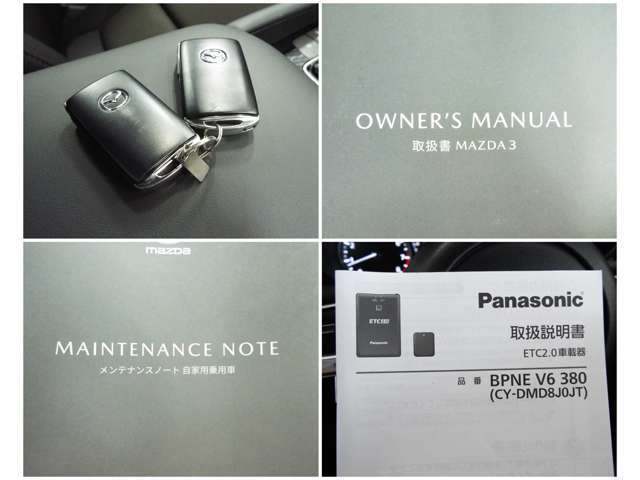 OWNER'S MANUAL
取扱書 MAZDA 3
mazda
MAINTENANCE NOTE
メンテナンスノート 自家用乗用車
Panasonic
取扱説明書
ETC2.0車載器
品 番 BPNE V6 380
(CY-DMD8J0JT)
ETC2.0
Panasonic